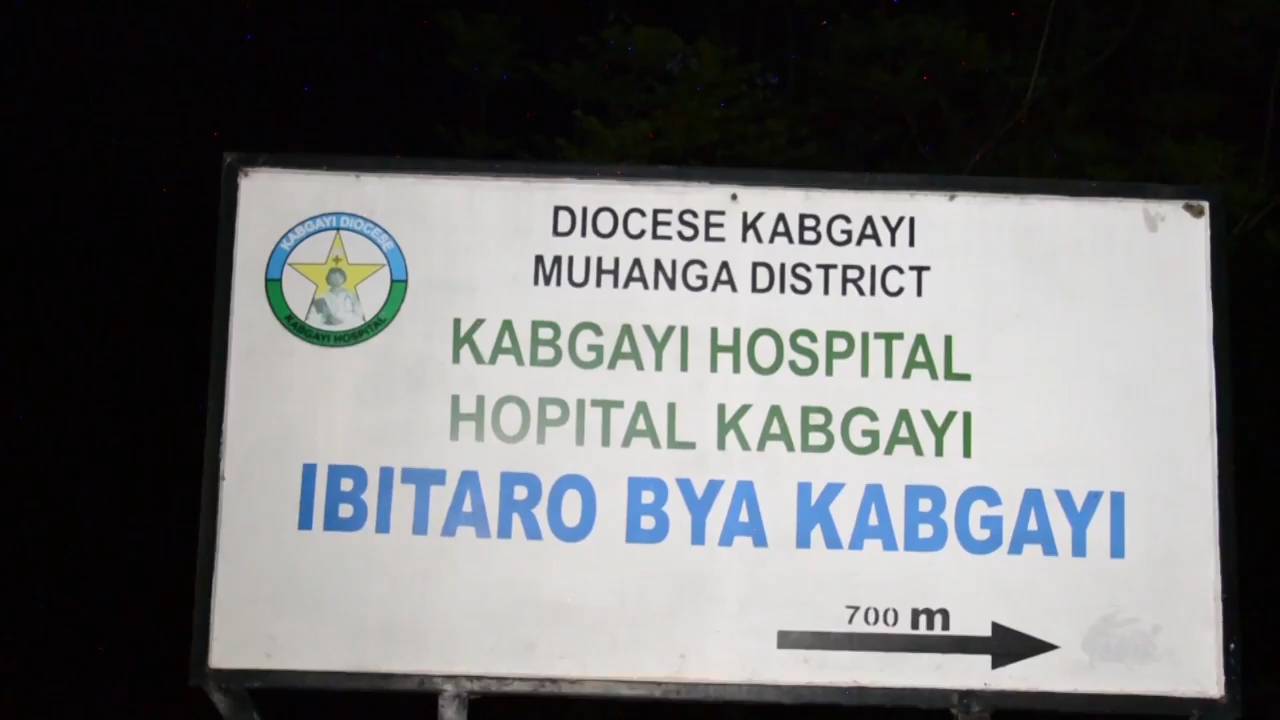 KABGAYI DIOCESE
KABGAYI HOSPITAL
DIOCESE KABGAYI
MUHANGA DISTRICT
KABGAYI HOSPITAL
HOPITAL KABGAYI
IBITARO BYA KABGAYI
700 m